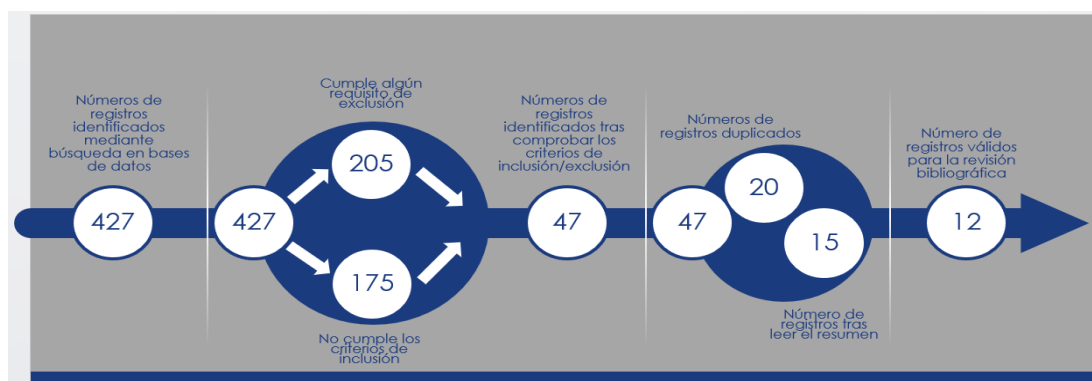 Números de
registros
identificados
mediante
búsqueda en bases
de datos
427
427
Cumple algún
requisito de
exclusión
205
175
No cumple los
criterios de
inclusión
Números de
registros
identificados tras
comprobar los
criterios de
inclusión/exclusión
47
Números de
registros duplicados
47
20
15
Número de
registros tras
leer el resumen
Número de
registros válidos
para la revisión
bibliográfica
12